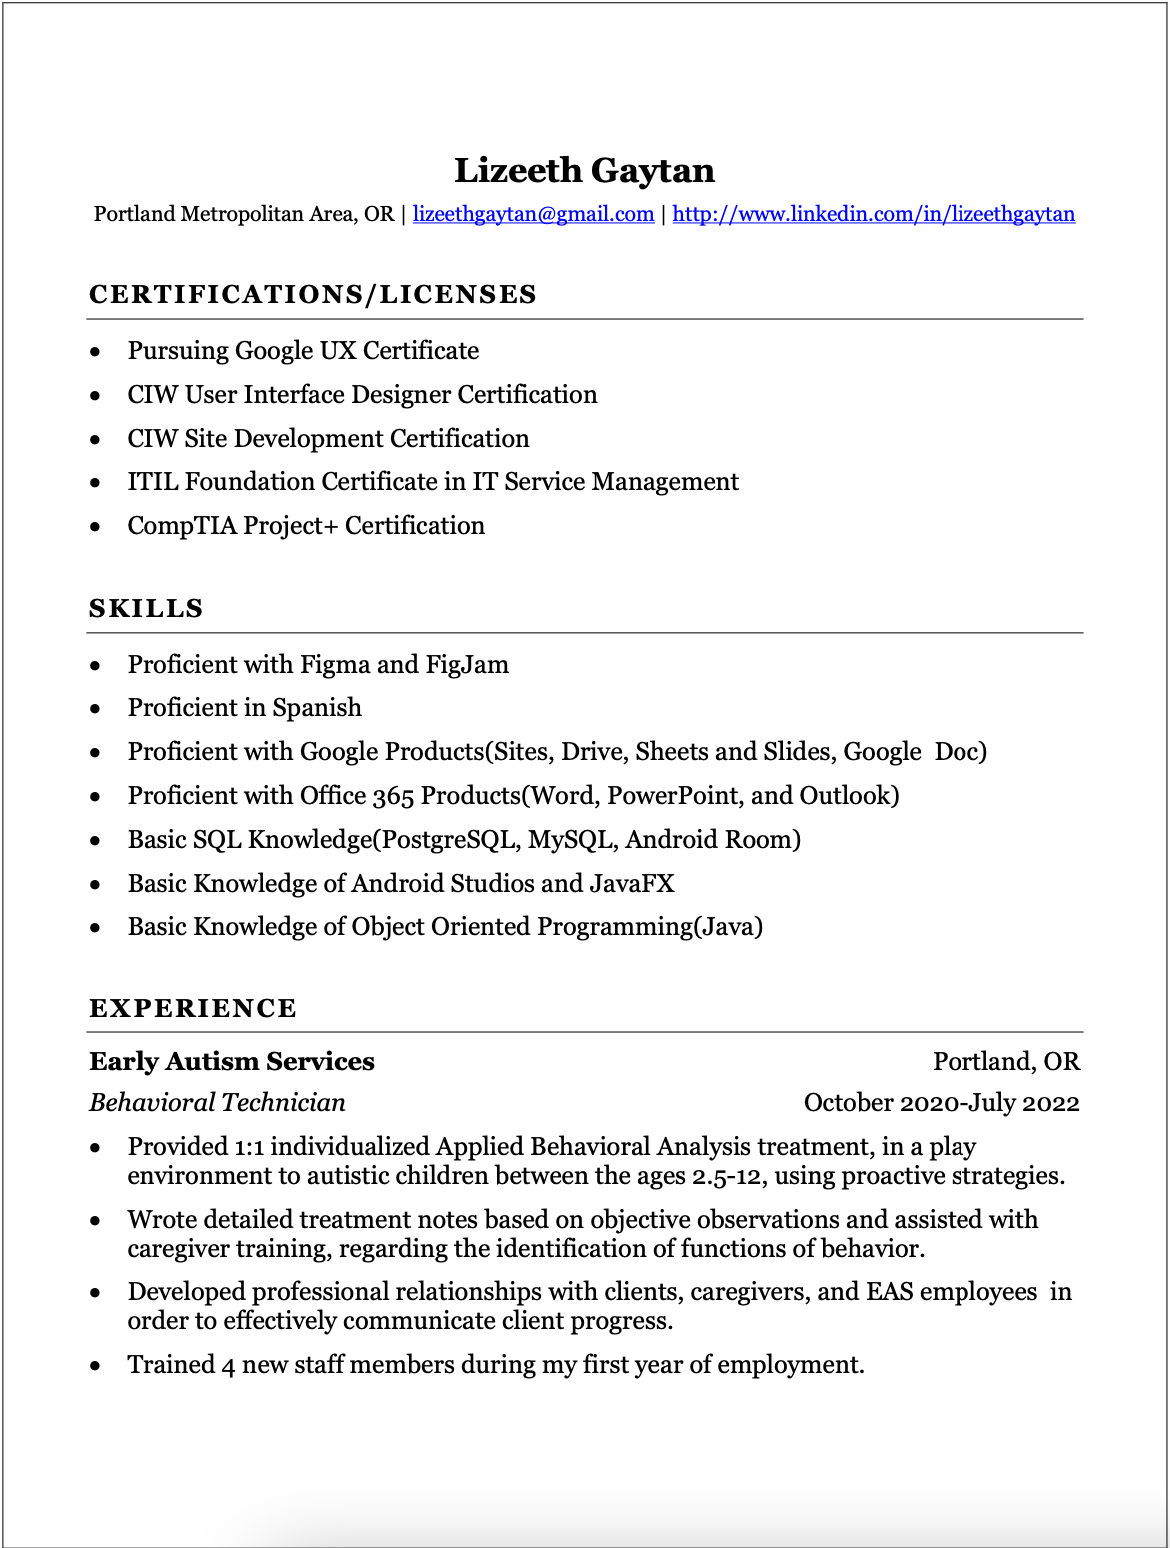 Lizeeth Gaytan
Portland Metropolitan Area, OR | lizeethgaytan@gmail.com | http://www.linkedin.com/in/lizeethgaytan
CERTIFICATIONS/LICENSES
• Pursuing Google UX Certificate
• CIW User Interface Designer Certification
• CIW Site Development Certification
• ITIL Foundation Certificate in IT Service Management
• CompTIA Project+ Certification
SKILLS
• Proficient with Figma and FigJam
• Proficient in Spanish
• Proficient with Google Products(Sites, Drive, Sheets and Slides, Google  Doc)
• Proficient with Office 365 Products(Word, PowerPoint, and Outlook)
• Basic SQL Knowledge(PostgreSQL, MySQL, Android Room)
• Basic Knowledge of Android Studios and JavaFX
• Basic Knowledge of Object Oriented Programming(Java)
EXPERIENCE
Early Autism Services Portland, OR
Behavioral Technician October 2020-July 2022
• Provided 1:1 individualized Applied Behavioral Analysis treatment, in a play
environment to autistic children between the ages 2.5-12, using proactive strategies.
• Wrote detailed treatment notes based on objective observations and assisted with
caregiver training, regarding the identification of functions of behavior.
• Developed professional relationships with clients, caregivers, and EAS employees  in
order to effectively communicate client progress.
• Trained 4 new staff members during my first year of employment.